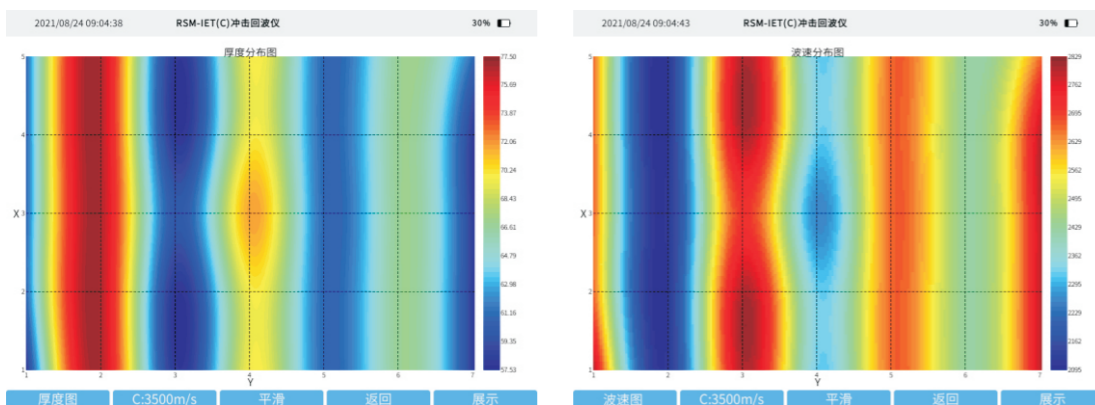 2021/08/24 09:04:38 RSM-IET(C)冲击回波仪 30%
厚度分布图
5
4
X 3
2
1
1 2 3 4 5 6 7
Y
77.50
75.69
73.87
72.06
70.24
68.43
66.61
64.79
62.98
61.16
59.35
57.53
厚度图 C:3500m/s 平滑 返回 展示
2021/08/24 09:04:43 RSM-IET(C)冲击回波仪 30%
波速分布图
5
4
X 3
2
1
1 2 3 4 5 6 7
Y
2829
2762
2695
2629
2562
2495
2429
2362
2295
2229
2162
2095
波速图 C:3500m/s 平滑 返回 展示